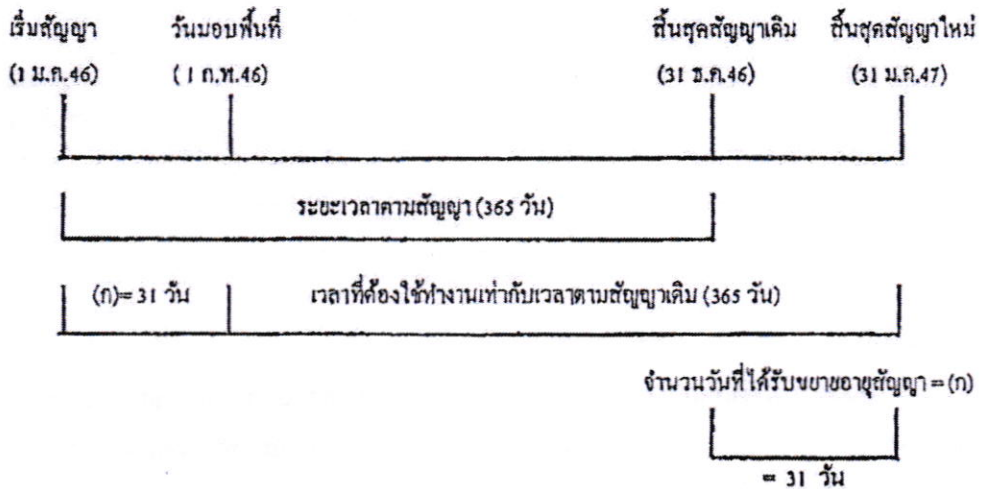 เริ่มสัญญา วันมอบพื้นที่ สิ้นสุดสัญญาเดิม สิ้นสุดสัญญาใหม่
(1 ม.ค.46) (1 ก.พ.46) (31 ธ.ค.46) (31 ม.ค.47)
ระยะเวลาตามสัญญา (365 วัน)
(ก)= 31 วัน เวลาที่ต้องใช้ทำงานเท่ากับเวลาตามสัญญาเดิม (365 วัน)
จำนวนวันที่ได้รับขยายอายุสัญญา = (ก)
= 31 วัน